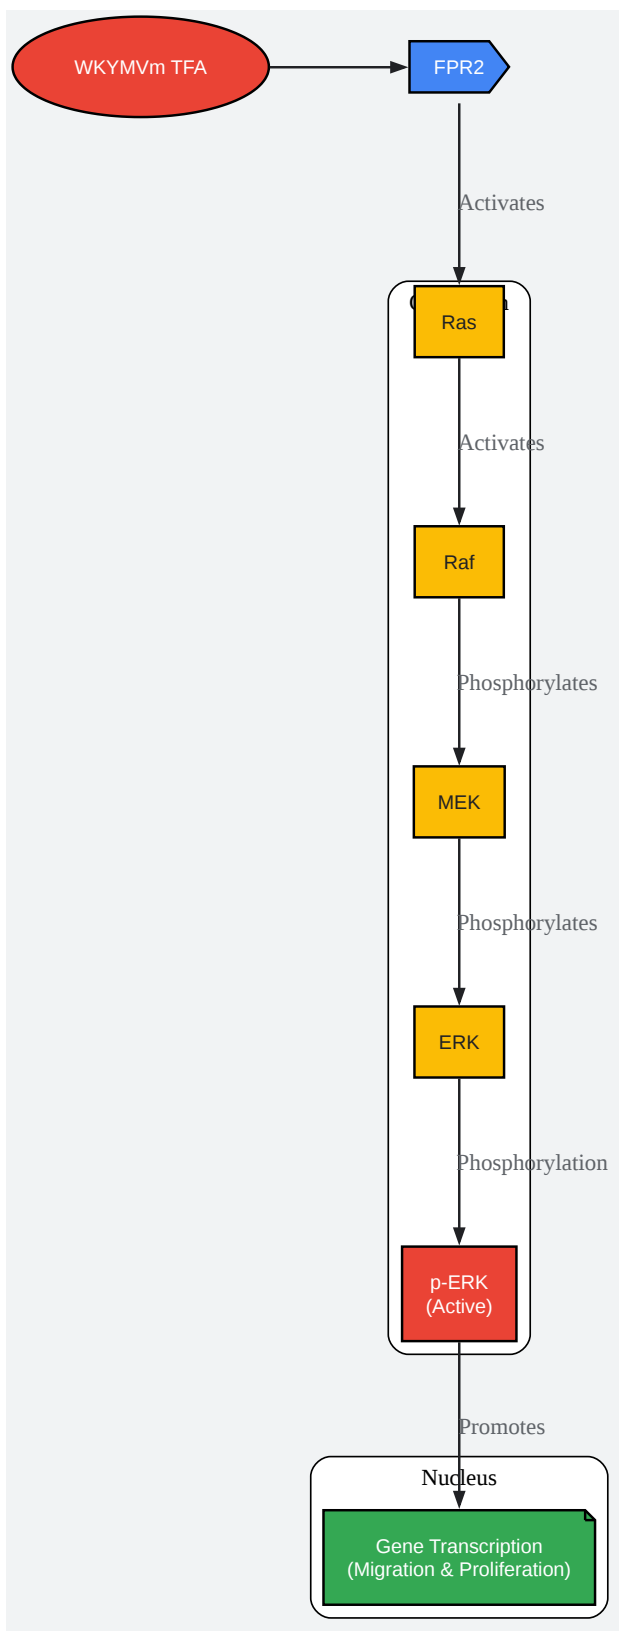 WKYMVm TFA
FPR2
Activates
Ras
Activates
Raf
Phosphorylates
MEK
Phosphorylates
ERK
Phosphorylation
p-ERK
(Active)
Promotes
Nucleus
Gene Transcription
(Migration & Proliferation)